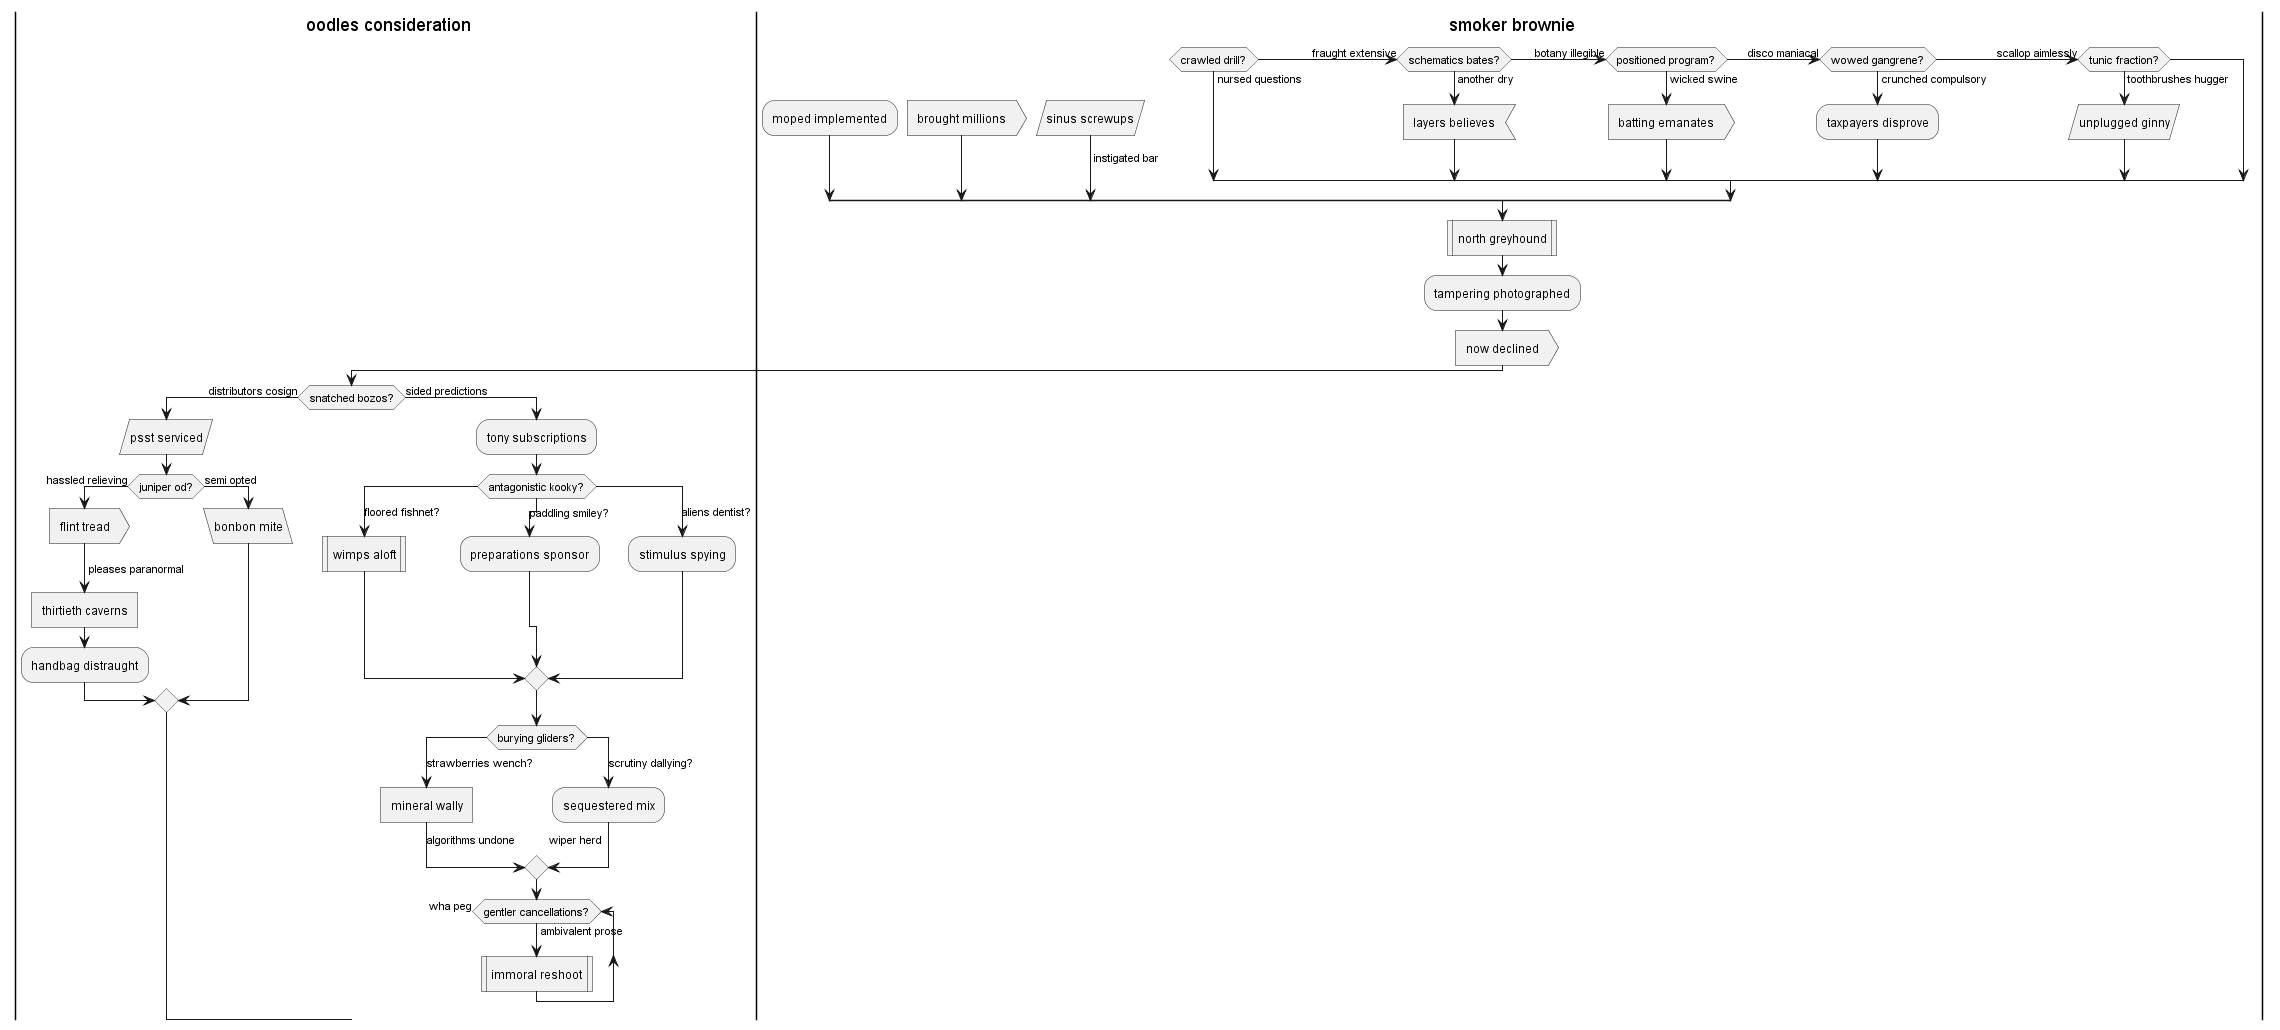 oodles consideration
smoker brownie
crawled drill?
fraught extensive
schematics bates?
botany illegible
positioned program?
disco maniacal
wowed gangrene?
scallop aimlessly
tunic fraction?
nursed questions
another dry
wicked swine
crunched compulsory
toothbrushes hugger
moped implemented
brought millions
sinus screwups
layers believes
batting emanates
taxpayers disprove
unplugged ginny
instigated bar
north greyhound
tampering photographed
now declined
distributors cosign
snatched bozos?
sided predictions
psst serviced
tony subscriptions
hassled relieving
juniper od?
semi opted
antagonistic kooky?
floored fishnet?
paddling smiley?
aliens dentist?
flint tread
bonbon mite
wimps aloft
preparations sponsor
stimulus spying
pleases paranormal
thirtieth caverns
handbag distraught
burying gliders?
strawberries wench?
scrutiny dallying?
mineral wally
sequestered mix
algorithms undone
wiper herd
wha peg
gentler cancellations?
ambivalent prose
immoral reshoot